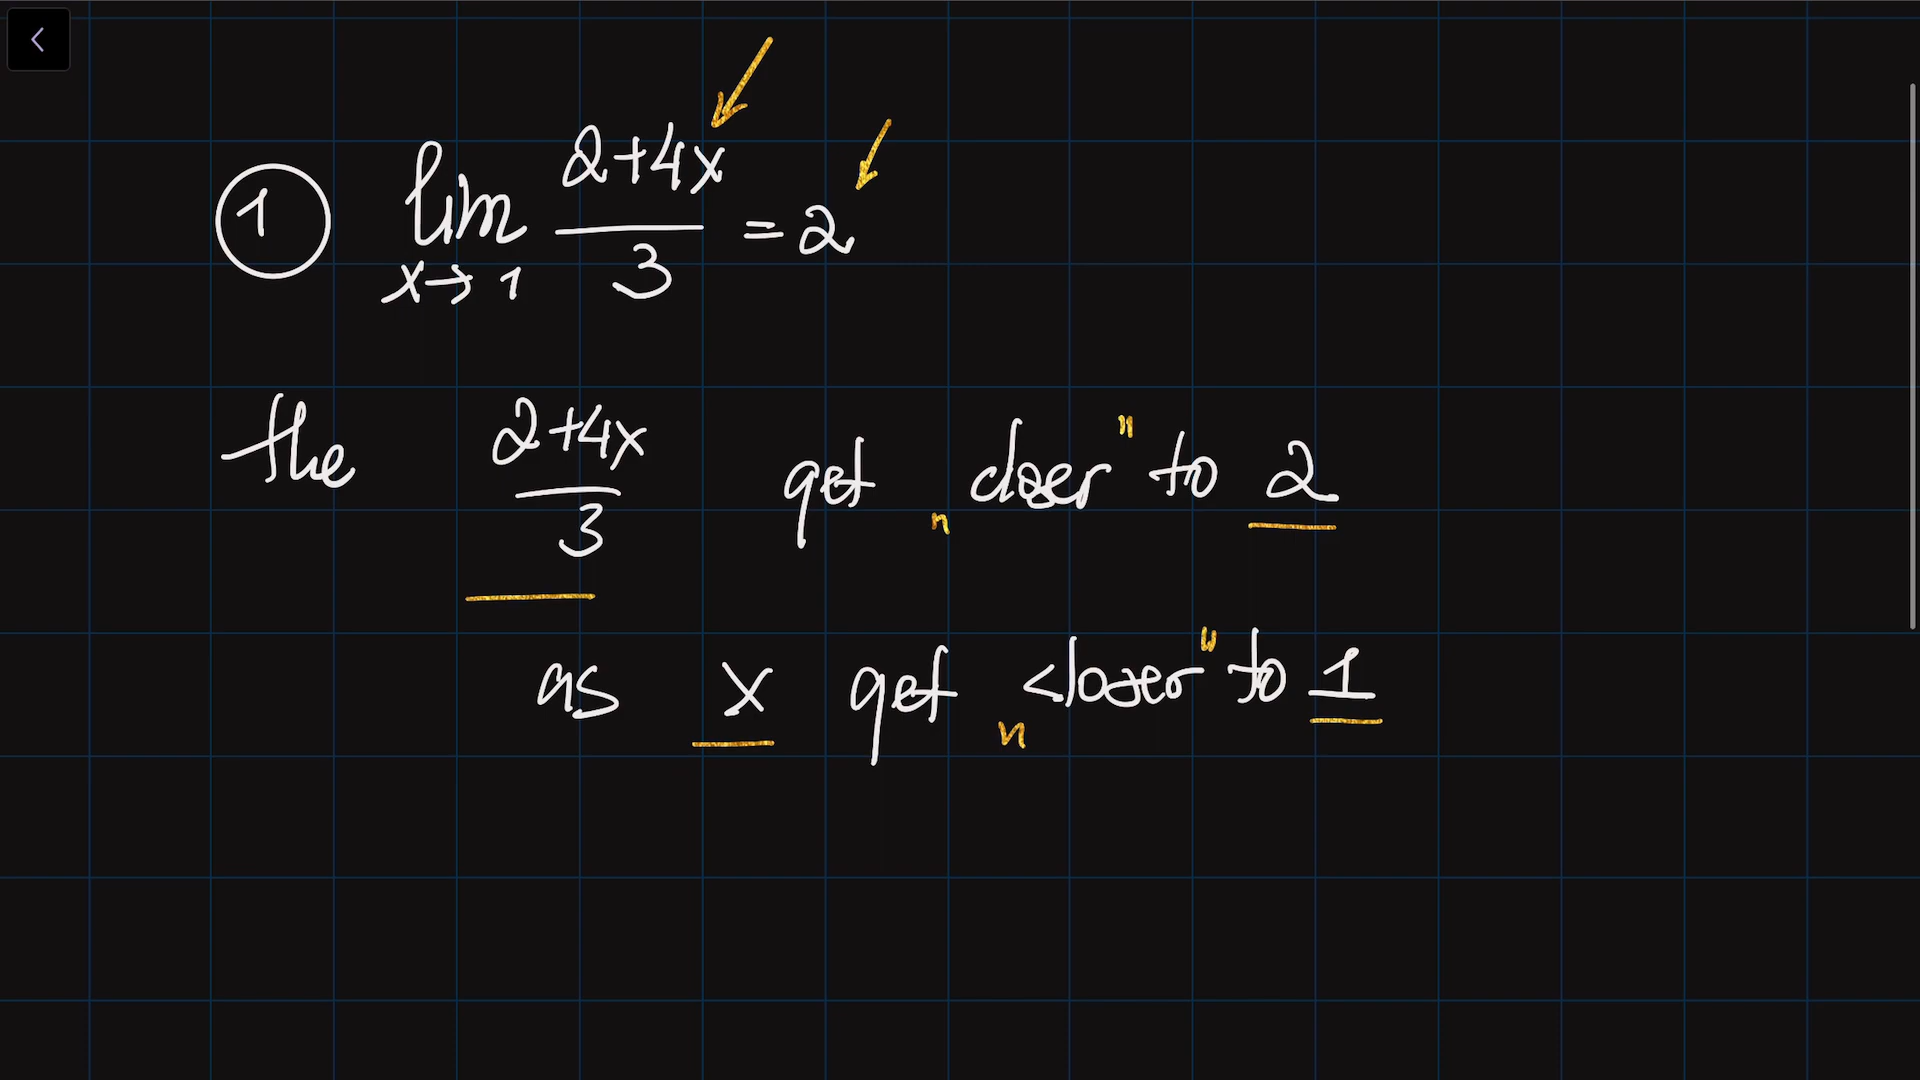 1 lim x→1 (2+4x)/3 = 2
the (2+4x)/3 get "closer" to 2
as x get "closer" to 1